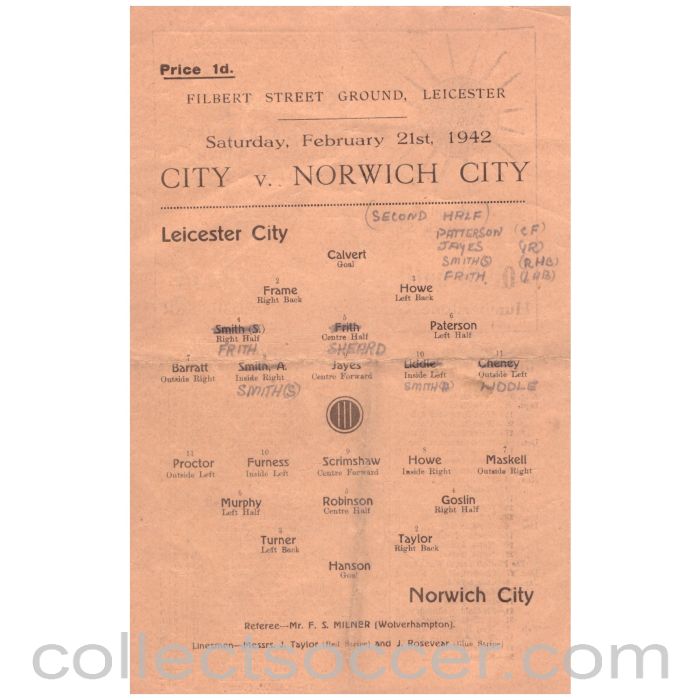 Price 1d.
FILBERT STREET GROUND, LEICESTER
Saturday, February 21st, 1942
CITY v. NORWICH CITY
(SECOND HALF)
PATTERSON (CF)
JAYES (IR)
SMITH(S) (RHB)
FRITH (LHB)
Leicester City
Calvert
Goal
2 3
Frame Howe
Right Back Left Back
4 5 6
Smith (S.) Frith Paterson
Right Half Centre Half Left Half
FRITH SHEARD
7 10 11
Barratt Smith, A. Jayes Liddle Cheney
Outside Right Inside Right Centre Forward Inside Left Outside Left
SMITH(S) SMITH(A)
11 10 9 8 7
Proctor Furness Scrimshaw Howe Maskell
Outside Left Inside Left Centre Forward Inside Right Outside Right
6 5 4
Murphy Robinson Goslin
Left Half Centre Half Right Half
3 2
Turner Taylor
Left Back Right Back
Hanson
Goal
Norwich City
Referee—Mr. F. S. MILNER (Wolverhampton).
Linesmen—Messrs. J. Taylor (Red Stripe) and J. Rosevear (Blue Stripe)
collectsoccer.com